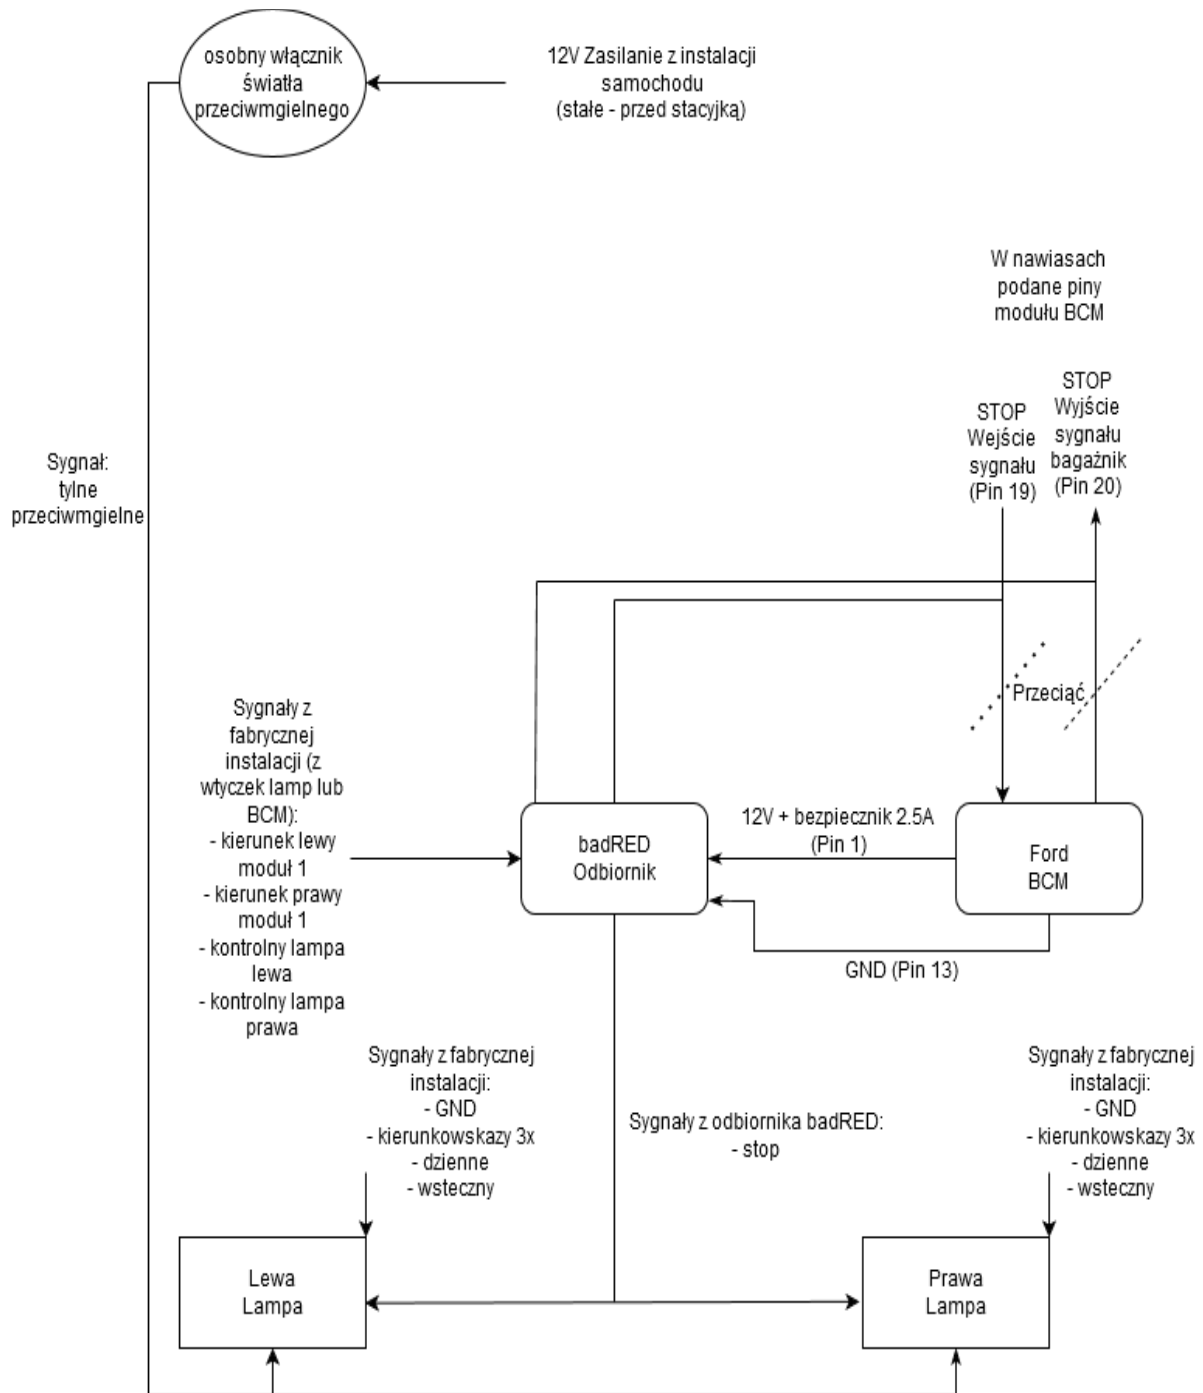 osobny włącznik
światła
przeciwmgielnego
12V Zasilanie z instalacji
samochodu
(stałe - przed stacyjką)
W nawiasach
podane piny
modułu BCM
STOP
Wejście
sygnału
(Pin 19)
STOP
Wyjście
sygnału
bagażnik
(Pin 20)
Sygnał:
tylne
przeciwmgielne
Przeciąć
Sygnały z
fabrycznej
instalacji (z
wtyczek lamp lub
BCM):
- kierunek lewy
moduł 1
- kierunek prawy
moduł 1
- kontrolny lampa
lewa
- kontrolny lampa
prawa
badRED
Odbiornik
12V + bezpiecznik 2.5A
(Pin 1)
Ford
BCM
GND (Pin 13)
Sygnały z fabrycznej
instalacji:
- GND
- kierunkowskazy 3x
- dzienne
- wsteczny
Sygnały z odbiornika badRED:
- stop
Sygnały z fabrycznej
instalacji:
- GND
- kierunkowskazy 3x
- dzienne
- wsteczny
Lewa
Lampa
Prawa
Lampa